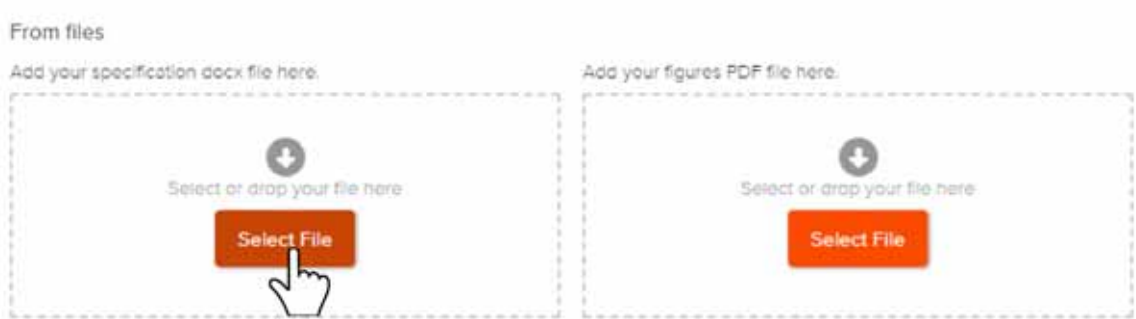 From files
Add your specification docx file here.
Select or drop your file here
Select File
Add your figures PDF file here.
Select or drop your file here
Select File